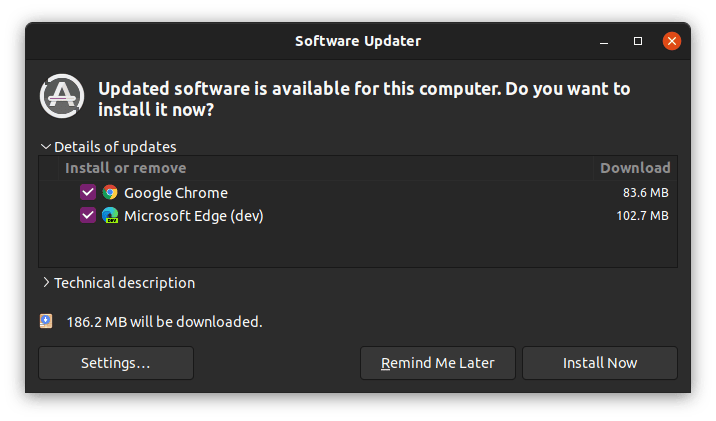 Software Updater
Updated software is available for this computer. Do you want to
install it now?
Details of updates
Install or remove Download
Google Chrome 83.6 MB
DEV
Microsoft Edge (dev) 102.7 MB
Technical description
186.2 MB will be downloaded.
Settings… Remind Me Later Install Now